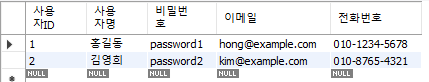 사용자ID 사용자명 비밀번호 이메일 전화번호
1 홍길동 password1 hong@example.com 010-1234-5678
2 김영희 password2 kim@example.com 010-8765-4321
NULL NULL NULL NULL NULL